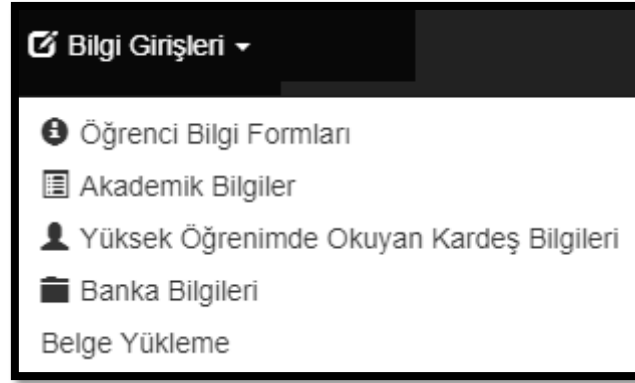 Bilgi Girişleri
Öğrenci Bilgi Formları
Akademik Bilgiler
Yüksek Öğrenimde Okuyan Kardeş Bilgileri
Banka Bilgileri
Belge Yükleme